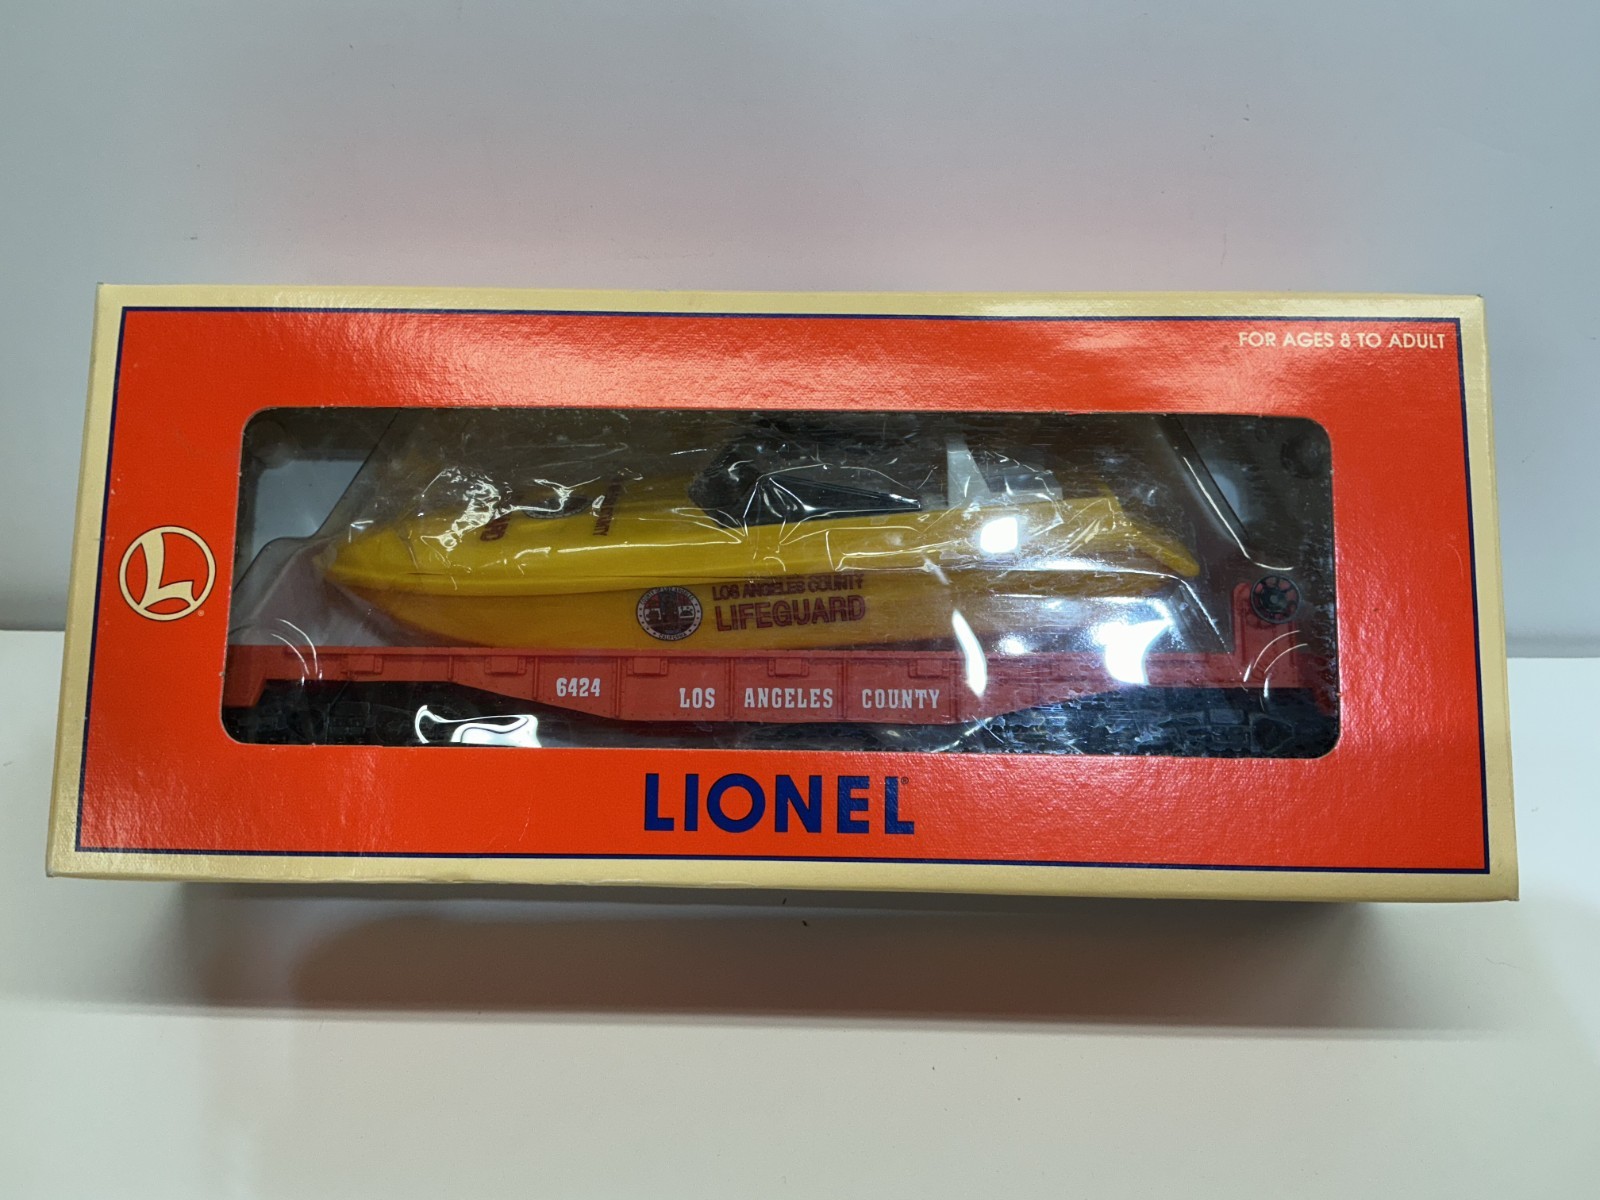 FOR AGES 8 TO ADULT
L
LOS ANGELES COUNTY
LIFEGUARD
6424 LOS ANGELES COUNTY
LIONEL®